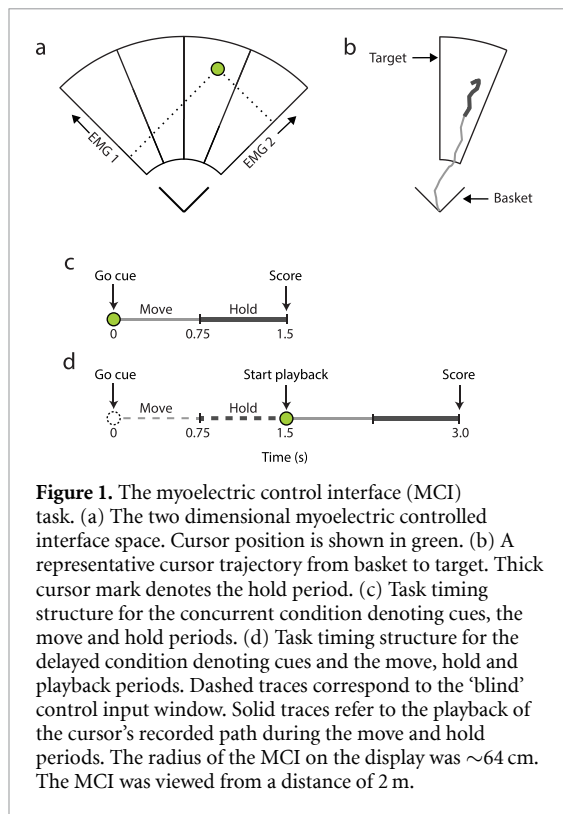 a
EMG 1
EMG 2
b
Target
Basket
c
Go cue
Score
Move
Hold
0
0.75
1.5
d
Go cue
Start playback
Score
Move
Hold
0
0.75
1.5
3.0
Time (s)
Figure 1. The myoelectric control interface (MCI)
task. (a) The two dimensional myoelectric controlled
interface space. Cursor position is shown in green. (b) A
representative cursor trajectory from basket to target. Thick
cursor mark denotes the hold period. (c) Task timing
structure for the concurrent condition denoting cues, the
move and hold periods. (d) Task timing structure for the
delayed condition denoting cues and the move, hold and
playback periods. Dashed traces correspond to the ‘blind’
control input window. Solid traces refer to the playback of
the cursor’s recorded path during the move and hold
periods. The radius of the MCI on the display was ∼64 cm.
The MCI was viewed from a distance of 2 m.